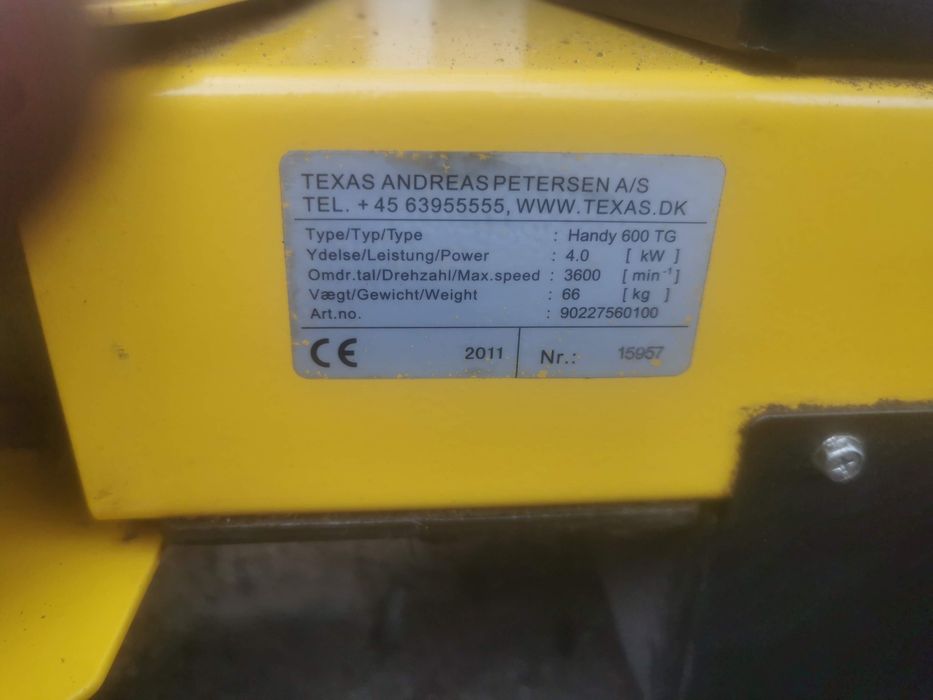 TEXAS ANDREAS PETERSEN A/S
TEL. + 45 63955555, WWW.TEXAS.DK
Type/Typ/Type : Handy 600 TG
Ydelse/Leistung/Power : 4.0 [ kW ]
Omdr.tal/Drehzahl/Max.speed : 3600 [ min⁻¹ ]
Vægt/Gewicht/Weight : 66 [ kg ]
Art.no. : 90227560100
CE 2011 Nr.: 15957